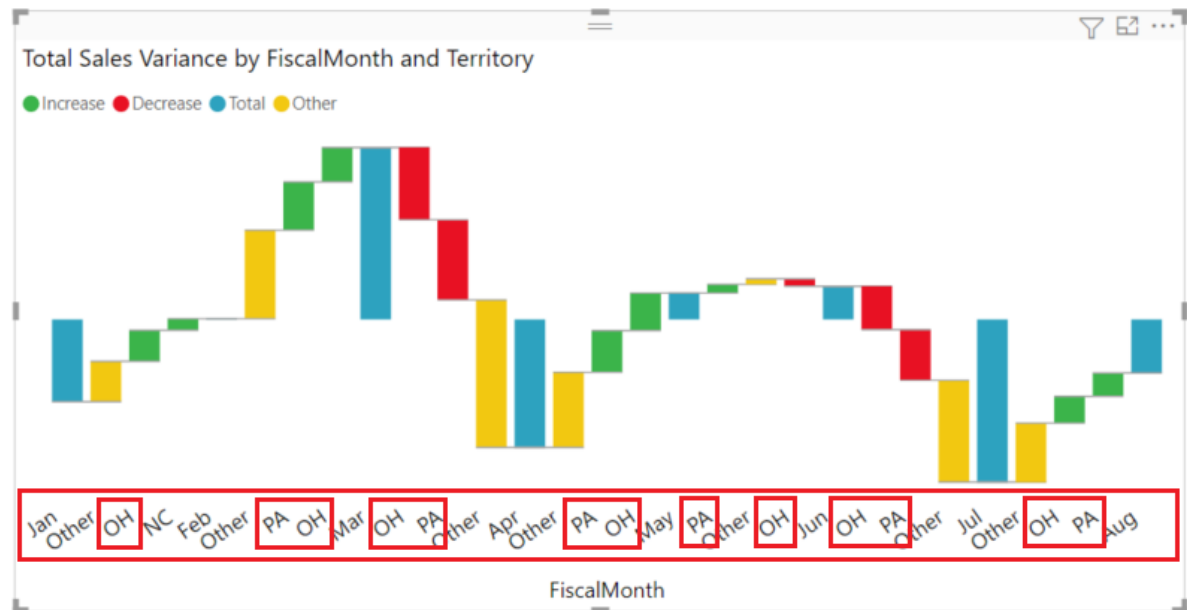 Total Sales Variance by FiscalMonth and Territory
Increase Decrease Total Other
Jan Other OH NC Feb Other PA OH Mar OH PA Other Apr Other PA OH May PA Other OH Jun OH PA Other Jul Other OH PA Aug
FiscalMonth